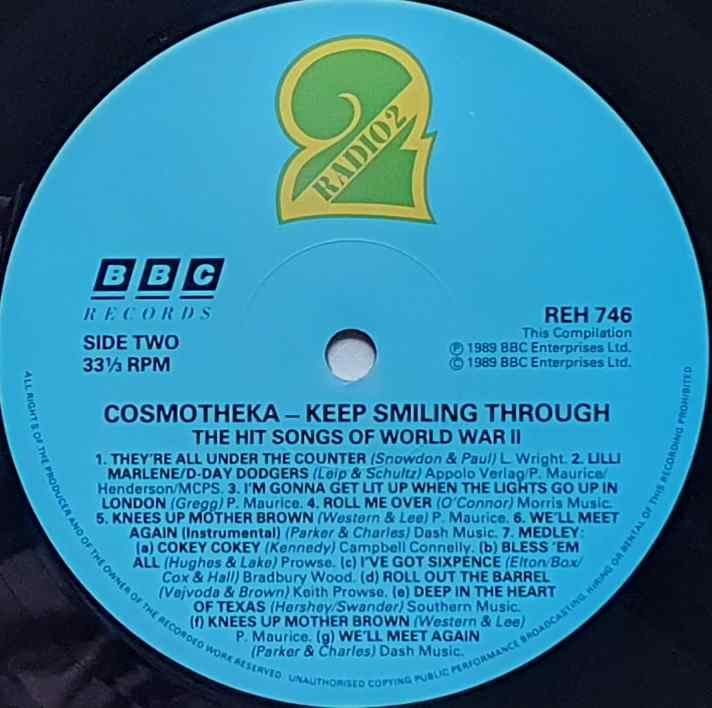 RADIO 2
BBC
RECORDS
SIDE TWO
33⅓ RPM
REH 746
This Compilation
Ⓟ 1989 BBC Enterprises Ltd.
© 1989 BBC Enterprises Ltd.
COSMOTHEKA – KEEP SMILING THROUGH
THE HIT SONGS OF WORLD WAR II
1. THEY'RE ALL UNDER THE COUNTER (Snowdon & Paul) L. Wright. 2. LILLI
MARLENE/D-DAY DODGERS (Leip & Schultz) Appolo Verlag/P. Maurice/
Henderson/MCPS. 3. I'M GONNA GET LIT UP WHEN THE LIGHTS GO UP IN
LONDON (Gregg) P. Maurice. 4. ROLL ME OVER (O'Connor) Morris Music.
5. KNEES UP MOTHER BROWN (Western & Lee) P. Maurice. 6. WE'LL MEET
AGAIN (Instrumental) (Parker & Charles) Dash Music. 7. MEDLEY:
(a) COKEY COKEY (Kennedy) Campbell Connelly. (b) BLESS 'EM
ALL (Hughes & Lake) Prowse. (c) I'VE GOT SIXPENCE (Elton/Box/
Cox & Hall) Bradbury Wood. (d) ROLL OUT THE BARREL
(Vejvoda & Brown) Keith Prowse. (e) DEEP IN THE HEART
OF TEXAS (Hershey/Swander) Southern Music.
(f) KNEES UP MOTHER BROWN (Western & Lee)
P. Maurice. (g) WE'LL MEET AGAIN
(Parker & Charles) Dash Music.
ALL RIGHTS OF THE PRODUCER AND OF THE OWNER OF THE RECORDED WORK RESERVED. UNAUTHORISED COPYING PUBLIC PERFORMANCE BROADCASTING, HIRING OR RENTAL OF THIS RECORDING PROHIBITED